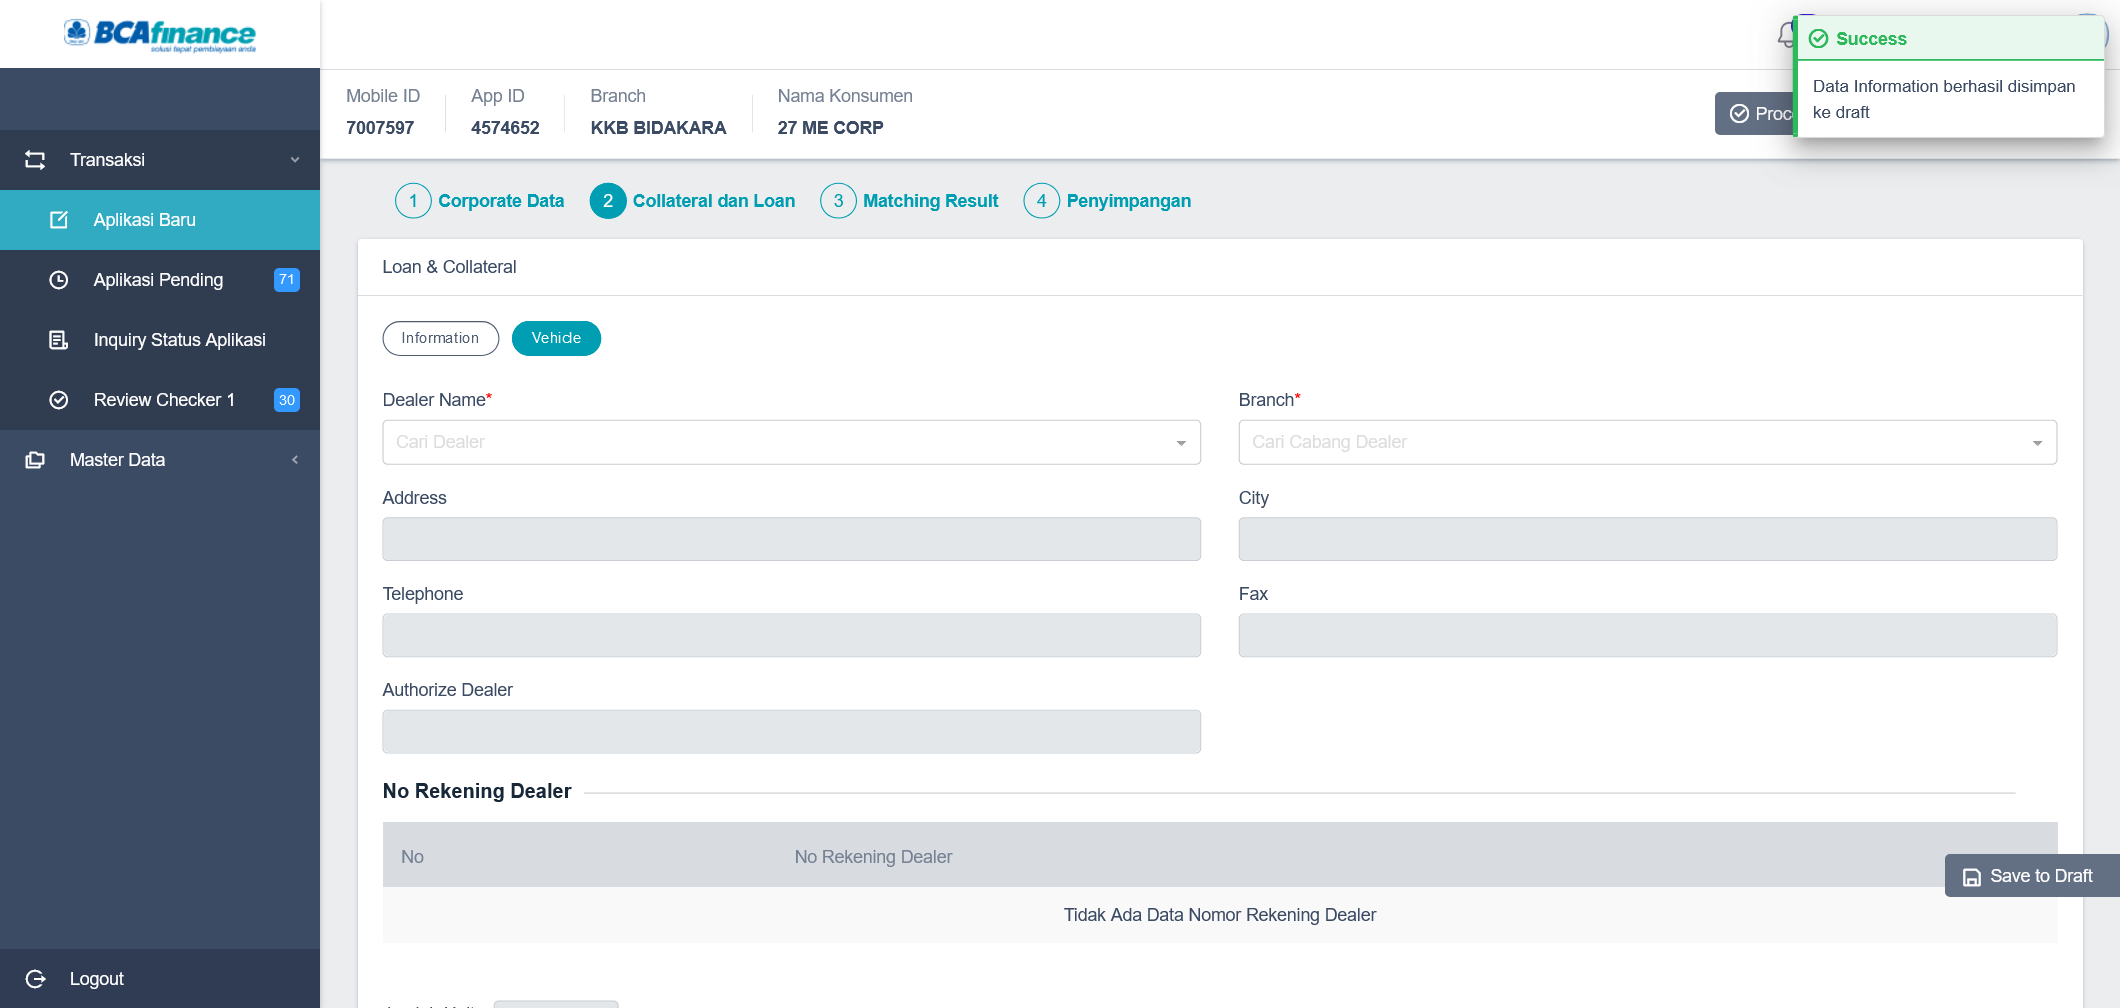 BCAfinance
solusi tepat pembiayaan anda
Success
Data Information berhasil disimpan
ke draft
Mobile ID
7007597
App ID
4574652
Branch
KKB BIDAKARA
Nama Konsumen
27 ME CORP
Transaksi
Aplikasi Baru
Aplikasi Pending
71
Inquiry Status Aplikasi
Review Checker 1
30
Master Data
Logout
1 Corporate Data
2 Collateral dan Loan
3 Matching Result
4 Penyimpangan
Loan & Collateral
Information
Vehicle
Dealer Name*
Cari Dealer
Branch*
Cari Cabang Dealer
Address
City
Telephone
Fax
Authorize Dealer
No Rekening Dealer
No
No Rekening Dealer
Tidak Ada Data Nomor Rekening Dealer
Save to Draft